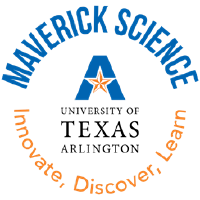 MAVERICK SCIENCE
UNIVERSITY OF
TEXAS
ARLINGTON
Innovate, Discover, Learn